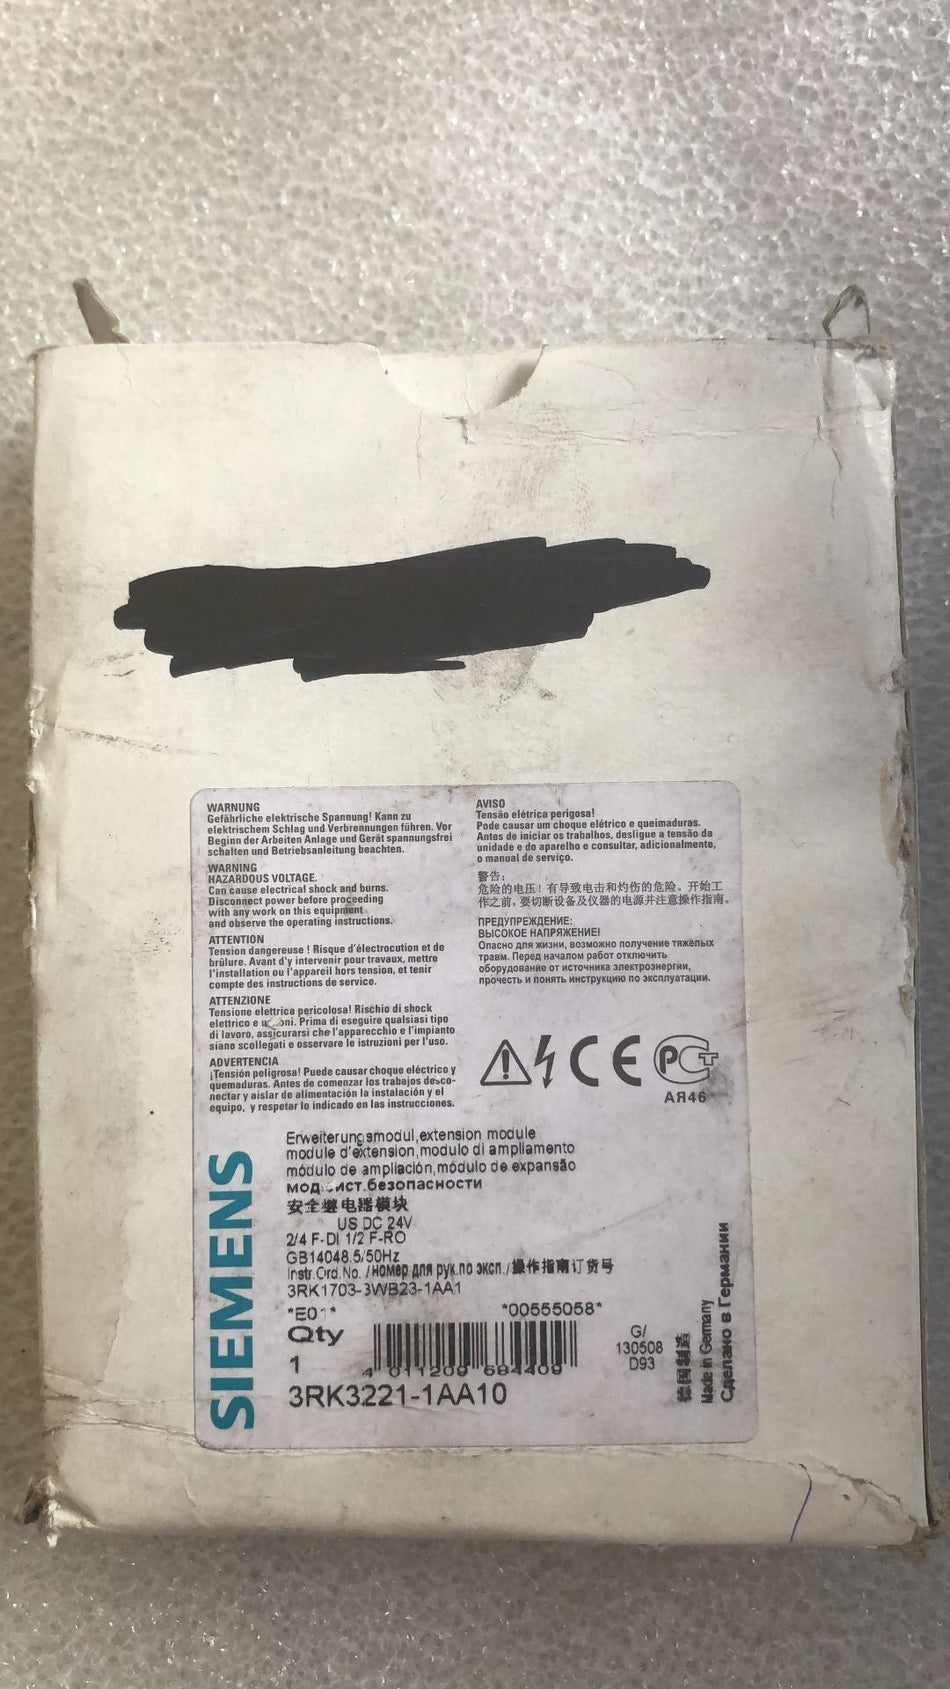 WARNUNG
Gefährliche elektrische Spannung! Kann zu
elektrischem Schlag und Verbrennungen führen. Vor
Beginn der Arbeiten Anlage und Gerät spannungsfrei
schalten und Betriebsanleitung beachten.
WARNING
HAZARDOUS VOLTAGE.
Can cause electrical shock and burns.
Disconnect power before proceeding
with any work on this equipment
and observe the operating instructions.
ATTENTION
Tension dangereuse ! Risque d'électrocution et de
brûlure. Avant d'y intervenir pour travaux, mettre
l'installation ou l'appareil hors tension, et tenir
compte des instructions de service.
ATTENZIONE
Tensione elettrica pericolosa! Rischio di shock
elettrico e
di lavoro, assicurarsi che l'apparecchio e l'impianto
siano scollegati e osservare le istruzioni per l'uso.
ADVERTENCIA
¡Tensión peligrosa! Puede causar choque eléctrico y
quemaduras. Antes de comenzar los trabajos desco-
nectar y aislar de alimentación la instalación y el
equipo, y respetar lo indicado en las instrucciones.
AVISO
Tensão elétrica perigosa!
Pode causar um choque elétrico e queimaduras.
Antes de iniciar os trabalhos, desligue a tensão da
unidade e do aparelho e consultar, adicionalmente,
o manual de serviço.
警告:
危险的电压!有导致电击和灼伤的危险。开始工
作之前,要切断设备及仪器的电源并注意操作指南。
ПРЕДУПРЕЖДЕНИЕ:
ВЫСОКОЕ НАПРЯЖЕНИЕ!
Опасно для жизни, возможно получение тяжелых
травм. Перед началом работ отключить
оборудование от источника электроэнергии,
прочесть и понять инструкцию по эксплуатации.
CE PCT
АЯ46
SIEMENS
Erweiterungsmodul,extension module
module d'extension,modulo di ampliamento
módulo de ampliación,módulo de expansão
безопасности
安全继电器模块
US DC 24V
2/4 F-DI 1/2 F-RO
GB14048.5/50Hz
Instr.Ord.No. /номер для рук.по эксп./操作指南订货号
3RK1703-3WB23-1AA1
*E01* *00555058*
Qty
1
4 011209 684409
3RK3221-1AA10
G/
130508
D93
德国制造
Made in Germany
Сделано в Германии